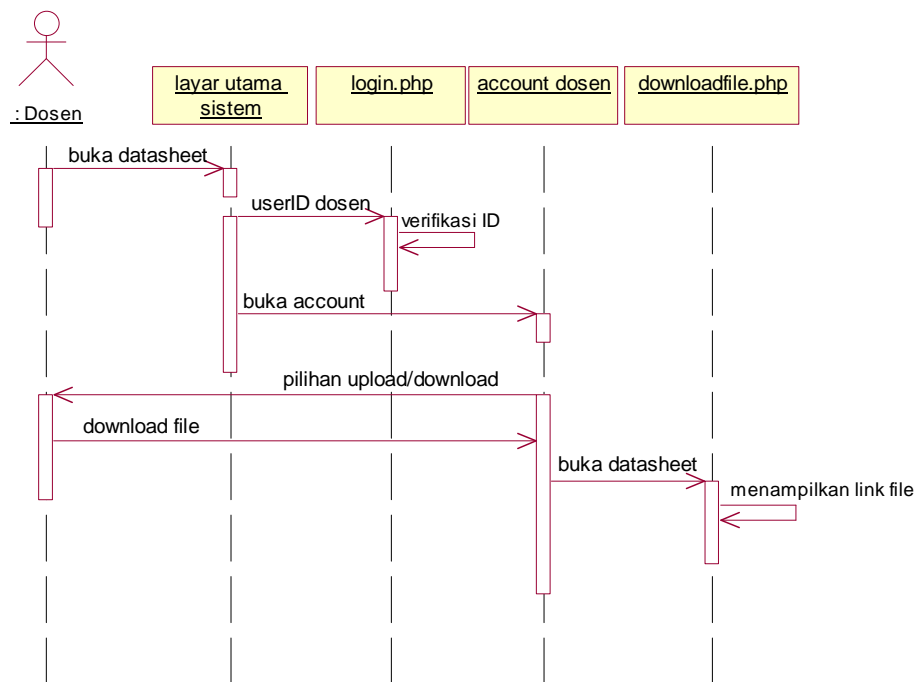 : Dosen
layar utama
sistem
login.php
account dosen
downloadfile.php
buka datasheet
userID dosen
verifikasi ID
buka account
pilihan upload/download
download file
buka datasheet
menampilkan link file